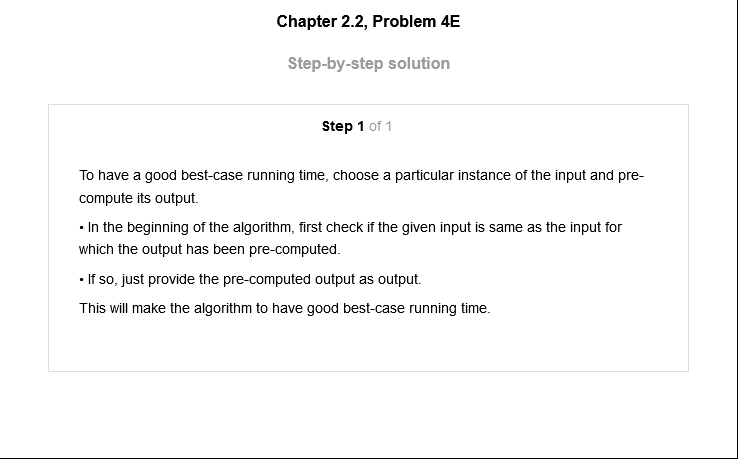 Chapter 2.2, Problem 4E
Step-by-step solution
Step 1 of 1
To have a good best-case running time, choose a particular instance of the input and pre-
compute its output.
• In the beginning of the algorithm, first check if the given input is same as the input for
which the output has been pre-computed.
• If so, just provide the pre-computed output as output.
This will make the algorithm to have good best-case running time.